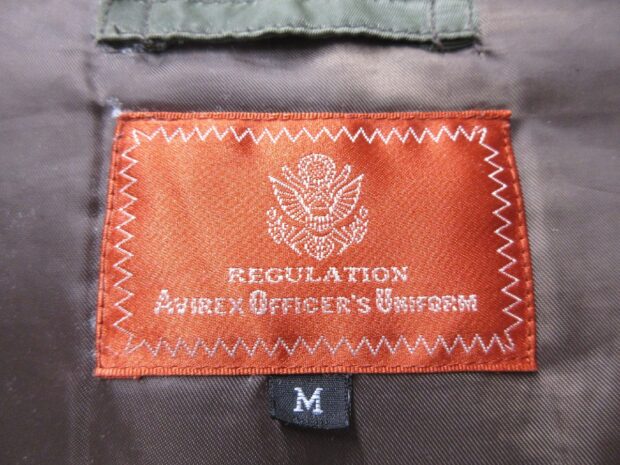 REGULATION
AVIREX OFFICER'S UNIFORM
M